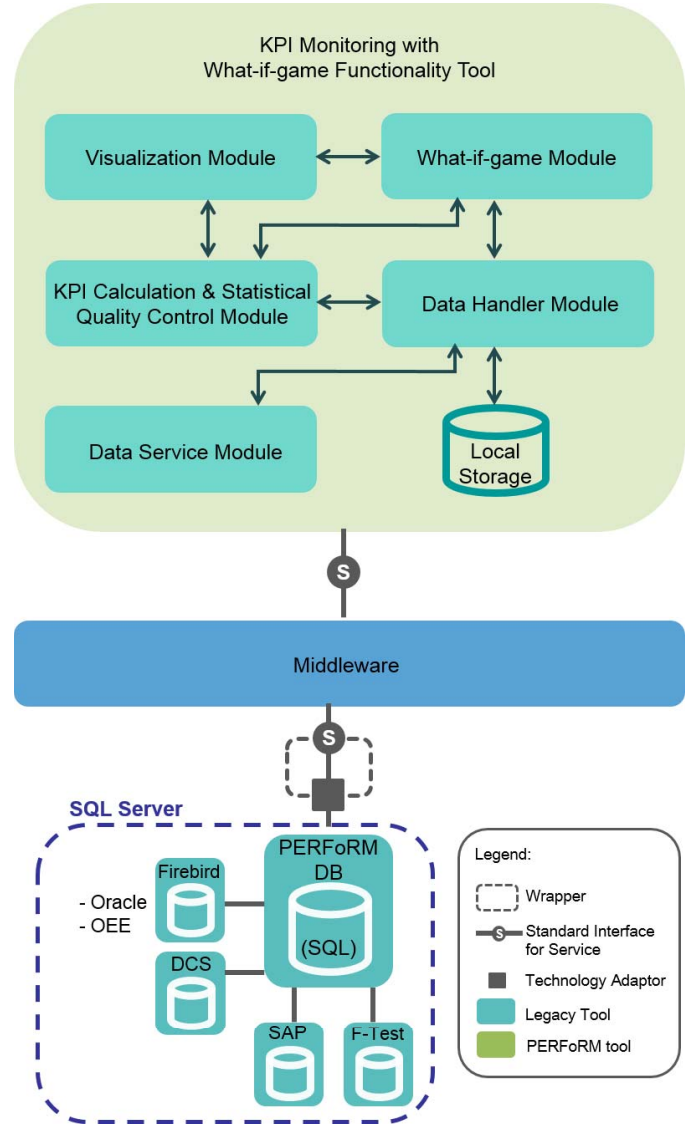 KPI Monitoring with
What-if-game Functionality Tool
Visualization Module
What-if-game Module
KPI Calculation & Statistical
Quality Control Module
Data Handler Module
Data Service Module
Local
Storage
S
Middleware
S
SQL Server
PERFoRM
DB
(SQL)
Firebird
- Oracle
- OEE
DCS
SAP
F-Test
Legend:
Wrapper
S
Standard Interface
for Service
Technology Adaptor
Legacy Tool
PERFoRM tool